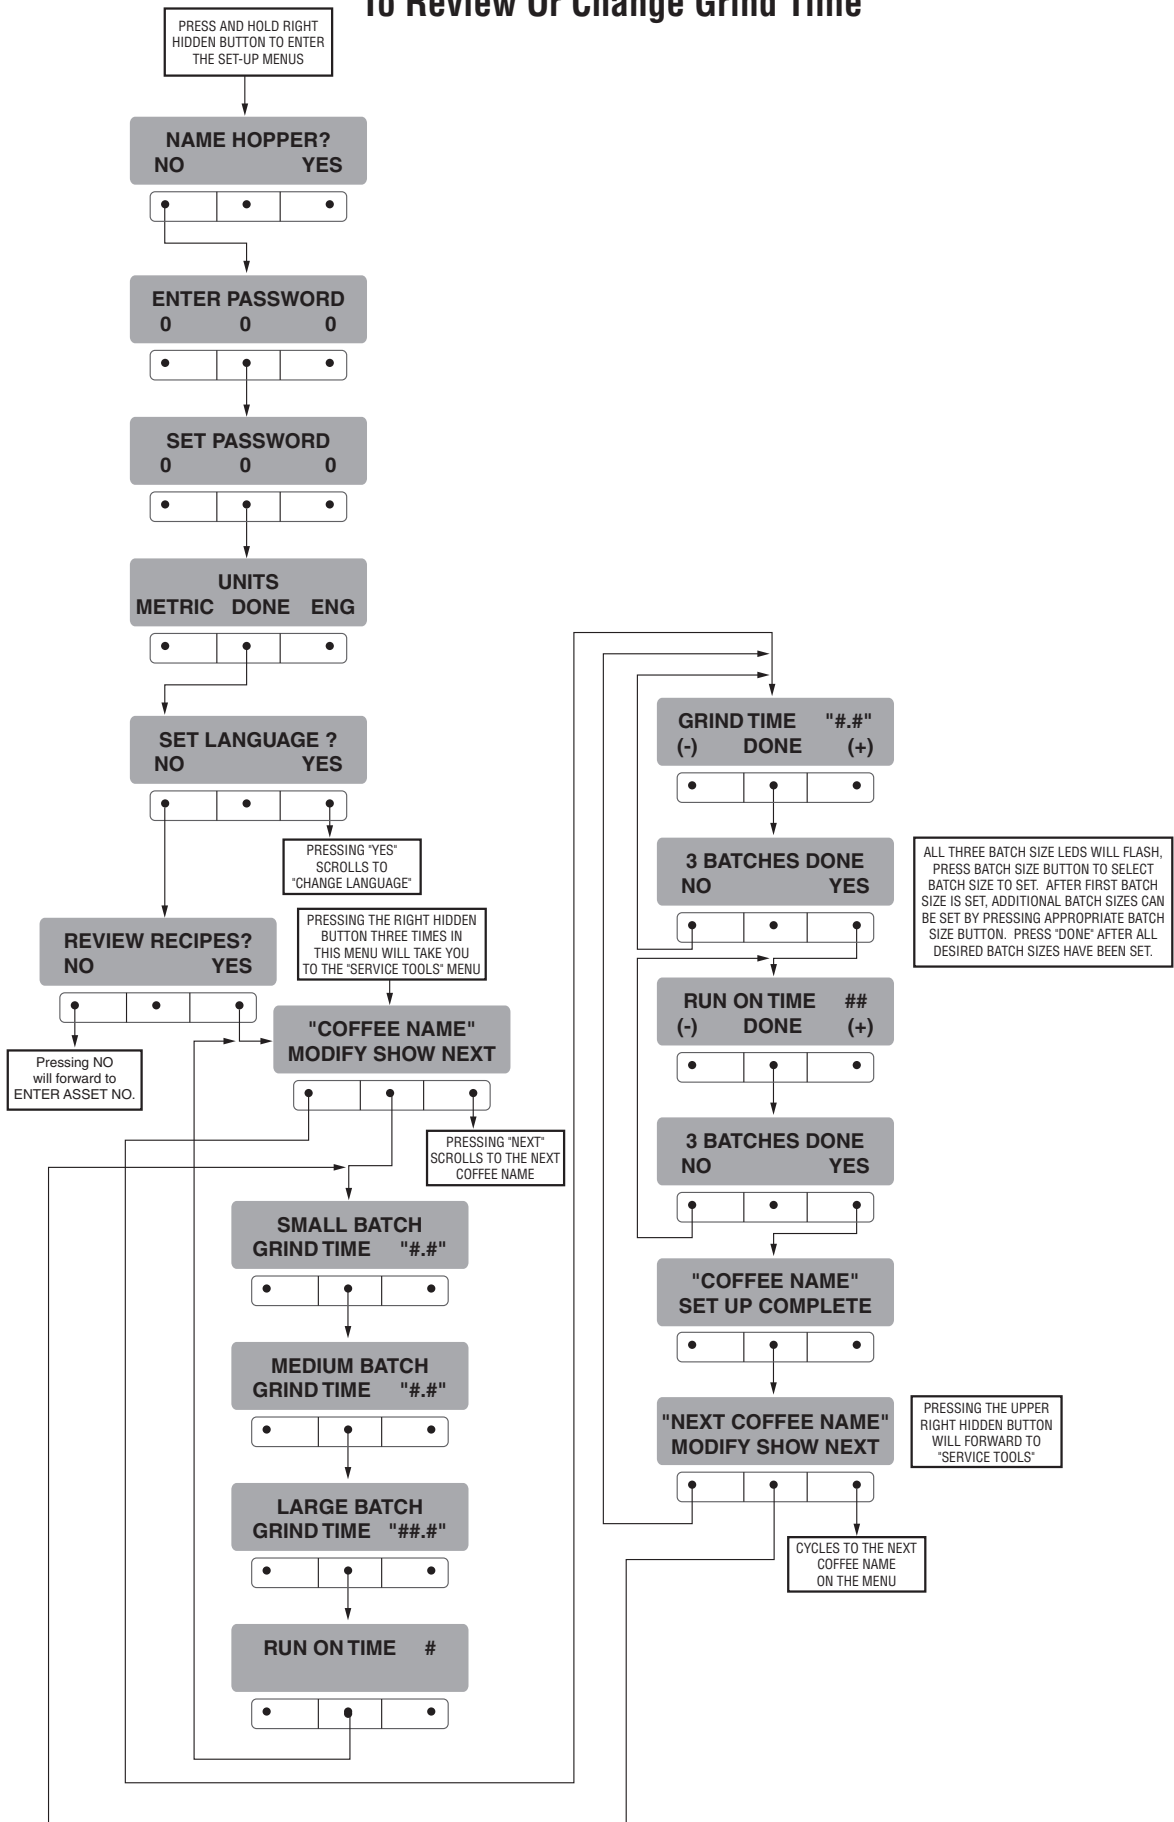 To Review Or Change Grind Time
PRESS AND HOLD RIGHT
HIDDEN BUTTON TO ENTER
THE SET-UP MENUS
NAME HOPPER?
NO YES
ENTER PASSWORD
0 0 0
SET PASSWORD
0 0 0
UNITS
METRIC DONE ENG
SET LANGUAGE ?
NO YES
PRESSING "YES"
SCROLLS TO
"CHANGE LANGUAGE"
REVIEW RECIPES?
NO YES
Pressing NO
will forward to
ENTER ASSET NO.
PRESSING THE RIGHT HIDDEN
BUTTON THREE TIMES IN
THIS MENU WILL TAKE YOU
TO THE "SERVICE TOOLS" MENU
"COFFEE NAME"
MODIFY SHOW NEXT
PRESSING "NEXT"
SCROLLS TO THE NEXT
COFFEE NAME
SMALL BATCH
GRIND TIME "#.#"
MEDIUM BATCH
GRIND TIME "#.#"
LARGE BATCH
GRIND TIME "##.#"
RUN ON TIME #
GRIND TIME "#.#"
(-) DONE (+)
3 BATCHES DONE
NO YES
ALL THREE BATCH SIZE LEDS WILL FLASH,
PRESS BATCH SIZE BUTTON TO SELECT
BATCH SIZE TO SET. AFTER FIRST BATCH
SIZE IS SET, ADDITIONAL BATCH SIZES CAN
BE SET BY PRESSING APPROPRIATE BATCH
SIZE BUTTON. PRESS "DONE" AFTER ALL
DESIRED BATCH SIZES HAVE BEEN SET.
RUN ON TIME ##
(-) DONE (+)
3 BATCHES DONE
NO YES
"COFFEE NAME"
SET UP COMPLETE
"NEXT COFFEE NAME"
MODIFY SHOW NEXT
PRESSING THE UPPER
RIGHT HIDDEN BUTTON
WILL FORWARD TO
"SERVICE TOOLS"
CYCLES TO THE NEXT
COFFEE NAME
ON THE MENU